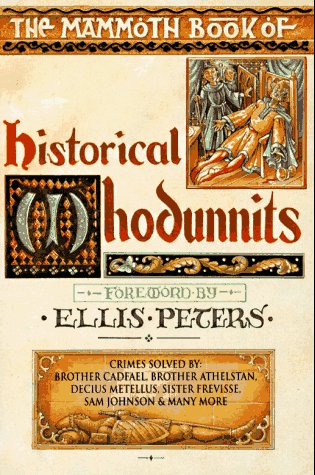 THE MAMMOTH BOOK OF
Historical
Whodunnits
FOREWORD BY
·ELLIS·PETERS·
CRIMES SOLVED BY:
BROTHER CADFAEL, BROTHER ATHELSTAN,
DECIUS METELLUS, SISTER FREVISSE,
SAM JOHNSON & MANY MORE